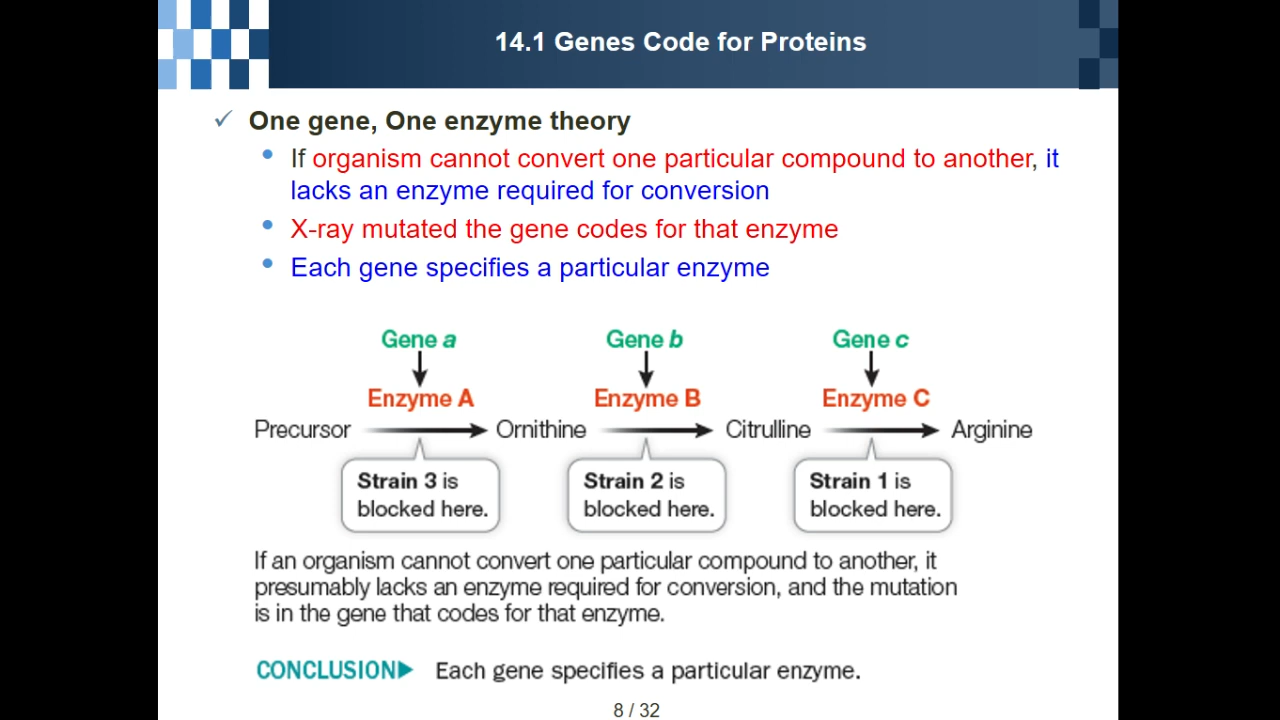 14.1 Genes Code for Proteins
✓ One gene, One enzyme theory
• If organism cannot convert one particular compound to another, it
lacks an enzyme required for conversion
• X-ray mutated the gene codes for that enzyme
• Each gene specifies a particular enzyme
Gene a Gene b Gene c
Enzyme A Enzyme B Enzyme C
Precursor Ornithine Citrulline Arginine
Strain 3 is
blocked here.
Strain 2 is
blocked here.
Strain 1 is
blocked here.
If an organism cannot convert one particular compound to another, it
presumably lacks an enzyme required for conversion, and the mutation
is in the gene that codes for that enzyme.
CONCLUSION▶ Each gene specifies a particular enzyme.
8 / 32